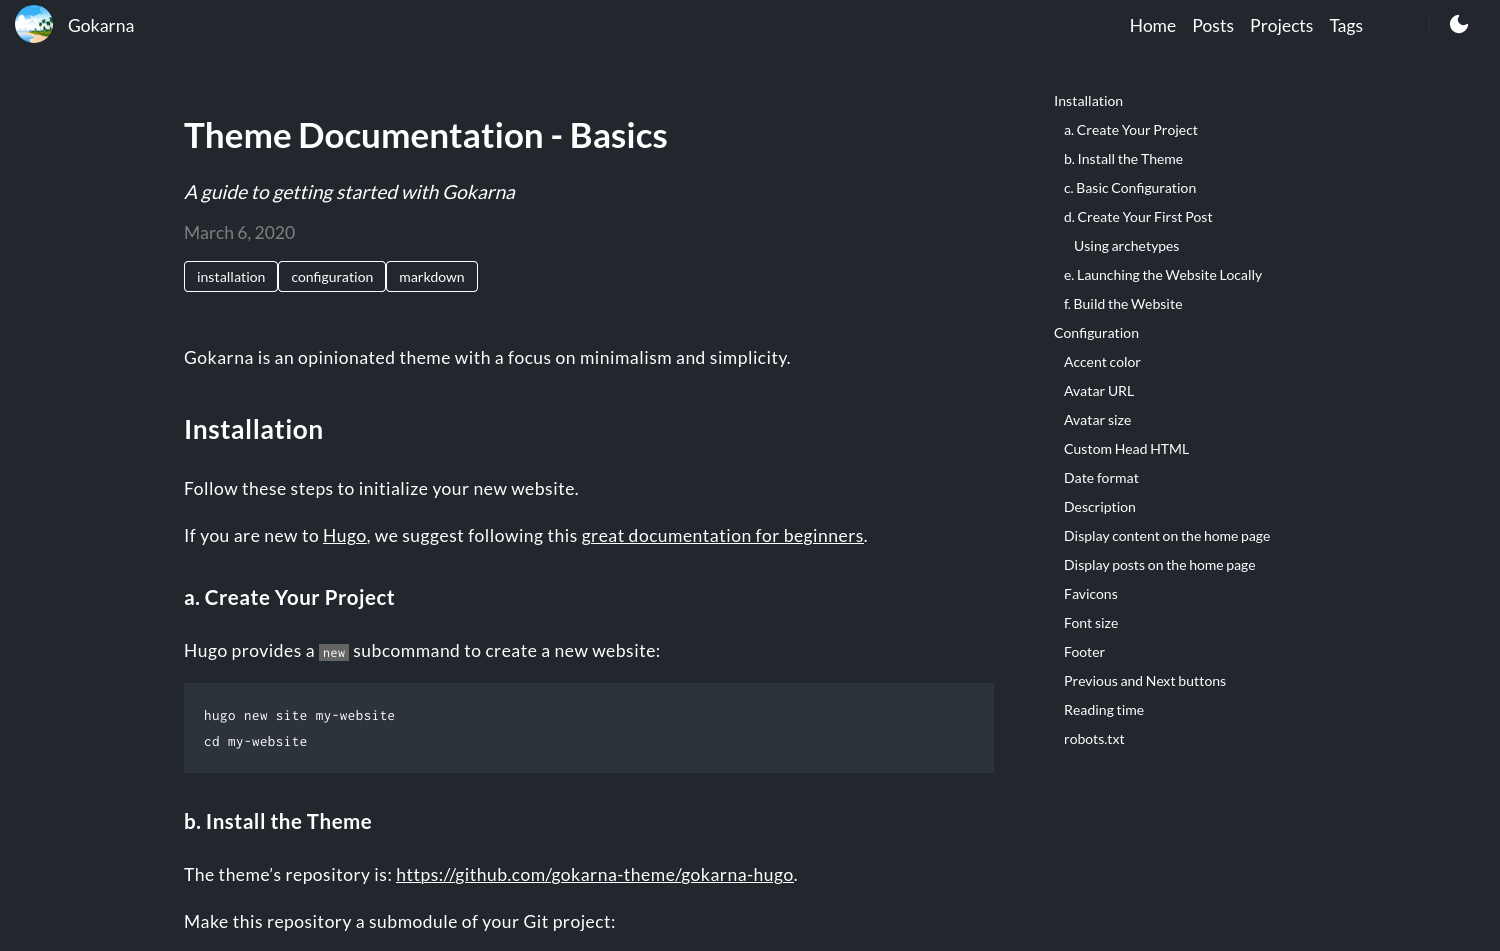 Gokarna
Home Posts Projects Tags
Theme Documentation - Basics
A guide to getting started with Gokarna
March 6, 2020
installation configuration markdown
Gokarna is an opinionated theme with a focus on minimalism and simplicity.
Installation
Follow these steps to initialize your new website.
If you are new to Hugo, we suggest following this great documentation for beginners.
a. Create Your Project
Hugo provides a new subcommand to create a new website:
hugo new site my-website
cd my-website
b. Install the Theme
The theme’s repository is: https://github.com/gokarna-theme/gokarna-hugo.
Make this repository a submodule of your Git project:
Installation
a. Create Your Project
b. Install the Theme
c. Basic Configuration
d. Create Your First Post
Using archetypes
e. Launching the Website Locally
f. Build the Website
Configuration
Accent color
Avatar URL
Avatar size
Custom Head HTML
Date format
Description
Display content on the home page
Display posts on the home page
Favicons
Font size
Footer
Previous and Next buttons
Reading time
robots.txt